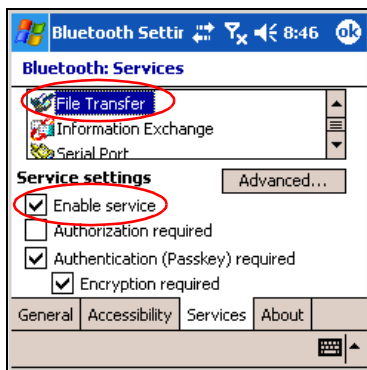 Bluetooth Settir 8:46 ok
Bluetooth: Services
File Transfer
Information Exchange
Serial Port
Service settings Advanced...
Enable service
Authorization required
Authentication (Passkey) required
Encryption required
General Accessibility Services About